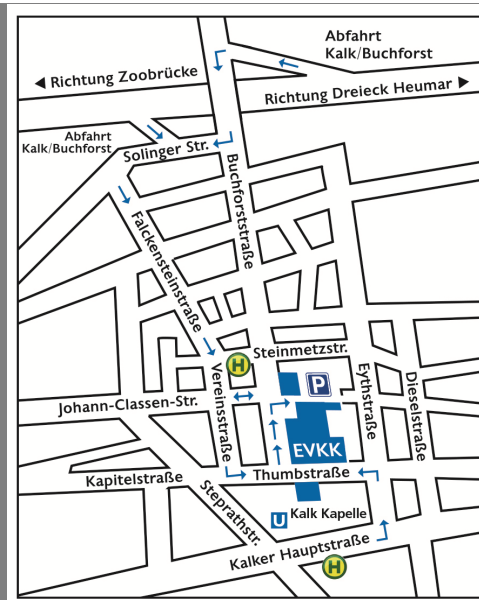 Abfahrt
Kalk/Buchforst
Richtung Zoobrücke
Richtung Dreieck Heumar
Abfahrt
Kalk/Buchforst
Solinger Str.
Buchforststraße
Falckensteinstraße
H
Steinmetzstr.
P
Vereinsstraße
Eythstraße
Dieselstraße
Johann-Classen-Str.
EVKK
Thumbstraße
Kapitelstraße
Steprathstr.
U Kalk Kapelle
Kalker Hauptstraße
H